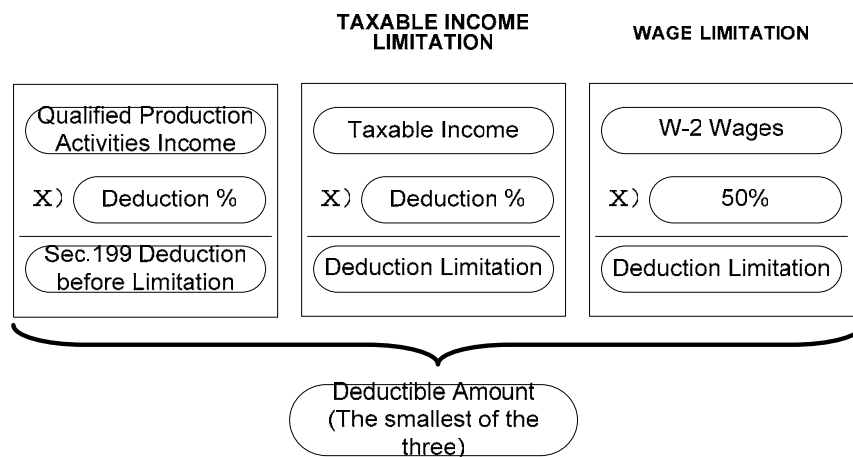 TAXABLE INCOME
LIMITATION
WAGE LIMITATION
Qualified Production
Activities Income
X) Deduction %
Sec.199 Deduction
before Limitation
Taxable Income
X) Deduction %
Deduction Limitation
W-2 Wages
X) 50%
Deduction Limitation
Deductible Amount
(The smallest of the
three)